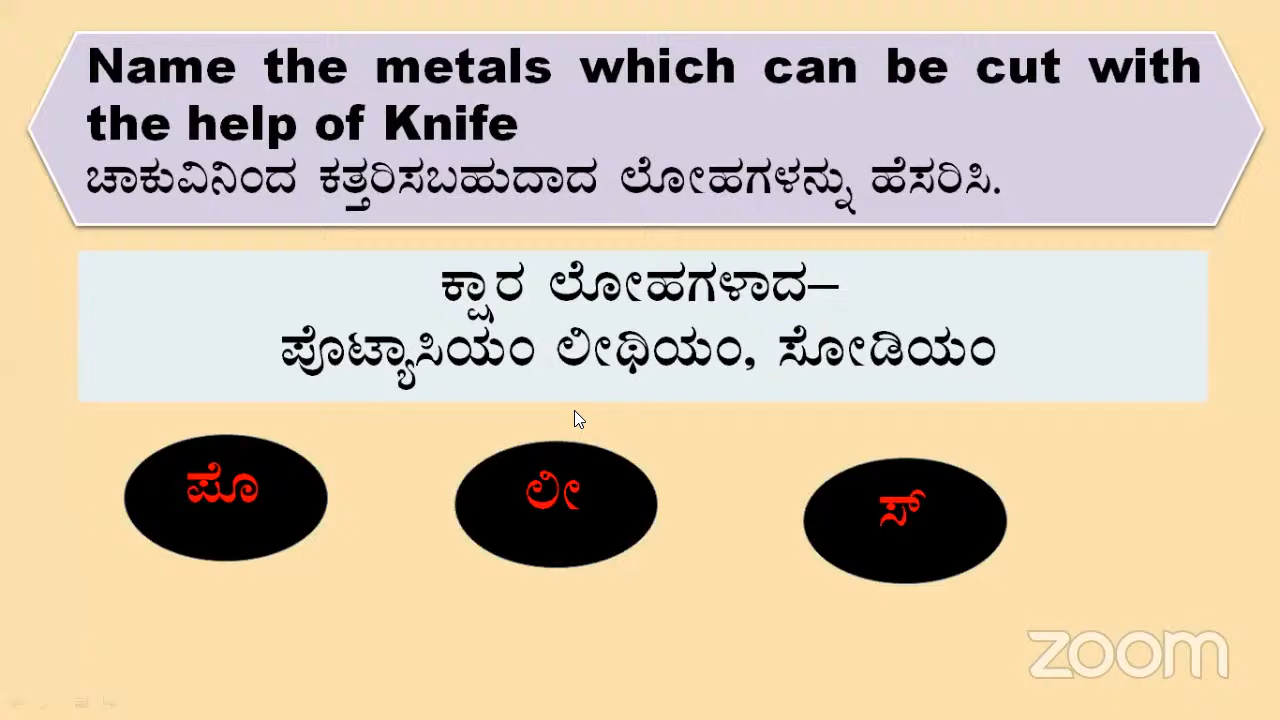 Name the metals which can be cut with
the help of Knife
ಚಾಕುವಿನಿಂದ ಕತ್ತರಿಸಬಹುದಾದ ಲೋಹಗಳನ್ನು ಹೆಸರಿಸಿ.
ಕ್ಷಾರ ಲೋಹಗಳಾದ–
ಪೊಟ್ಯಾಸಿಯಂ ಲೀಥಿಯಂ, ಸೋಡಿಯಂ
ಪೊ ಲೀ ಸ್
zoom